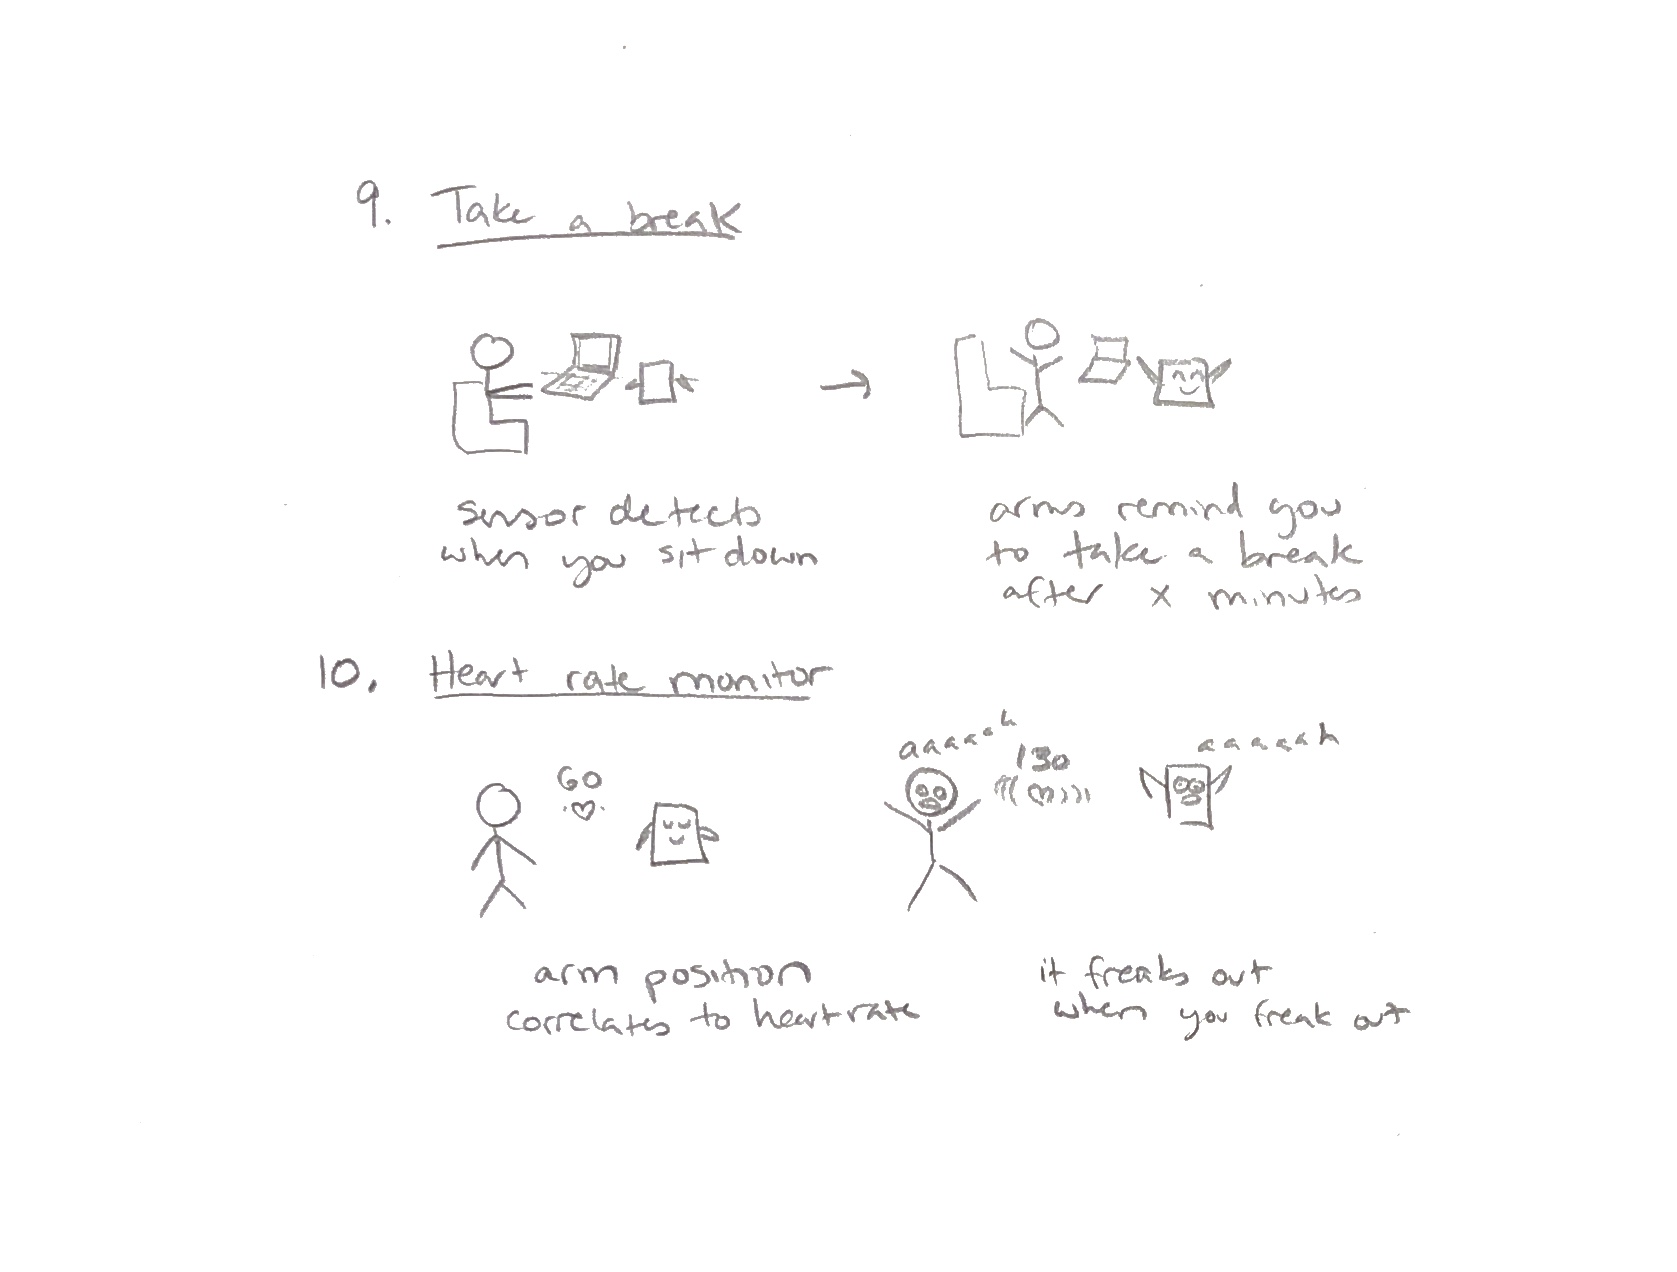 9. Take a break
sensor detects
when you sit down
arms remind you
to take a break
after x minutes
10. Heart rate monitor
60
aaaaah
130
aaaaah
arm position
correlates to heart rate
it freaks out
when you freak out